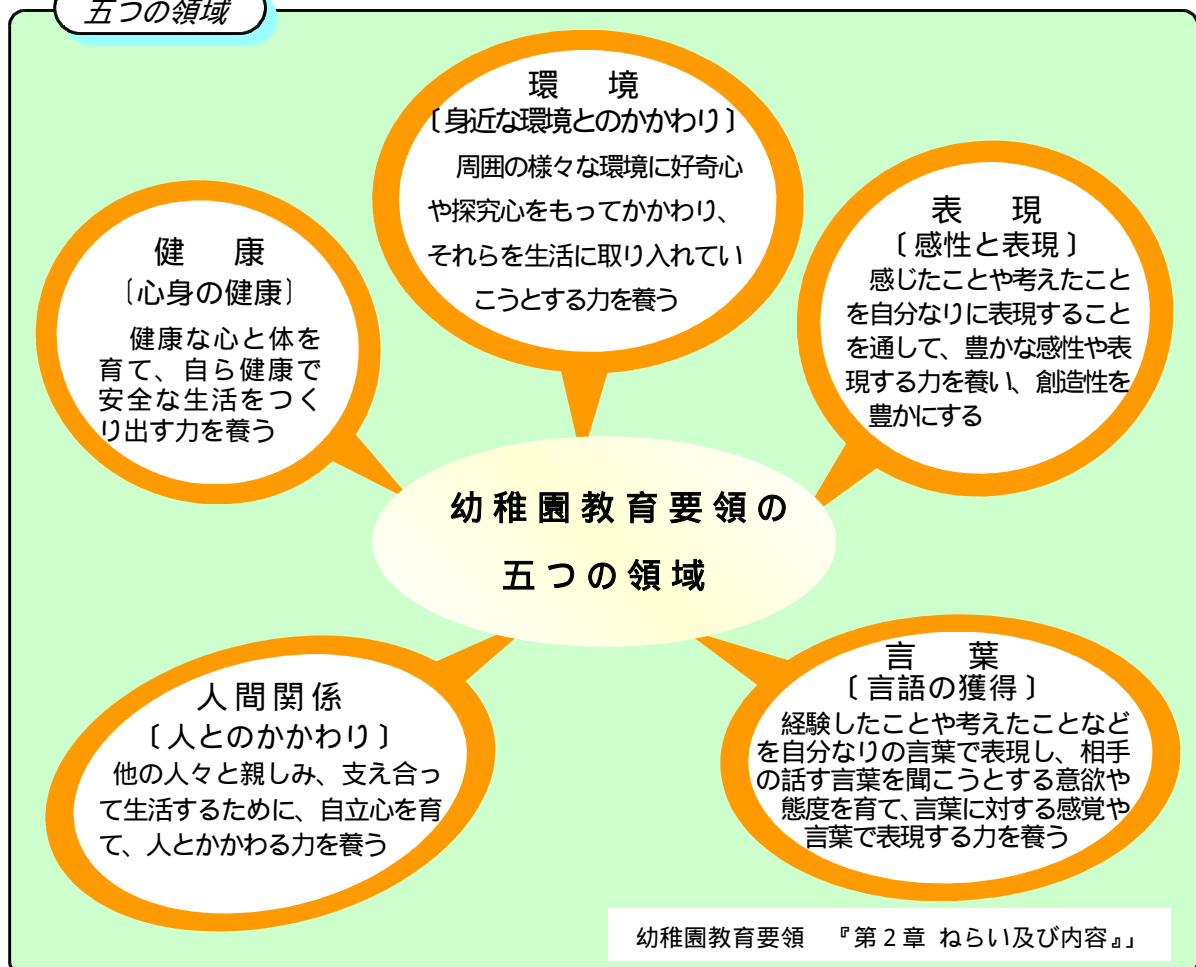 五つの領域
環　境
〔身近な環境とのかかわり〕
周囲の様々な環境に好奇心
や探究心をもってかかわり、
それらを生活に取り入れてい
こうとする力を養う
表　現
〔感性と表現〕
感じたことや考えたこと
を自分なりに表現すること
を通して、豊かな感性や表
現する力を養い、創造性を
豊かにする
健　康
〔心身の健康〕
健康な心と体を
育て、自ら健康で
安全な生活をつく
り出す力を養う
幼稚園教育要領の
五つの領域
人間関係
〔人とのかかわり〕
他の人々と親しみ、支え合っ
て生活するために、自立心を育
て、人とかかわる力を養う
言　葉
〔言語の獲得〕
経験したことや考えたことなど
を自分なりの言葉で表現し、相手
の話す言葉を聞こうとする意欲や
態度を育て、言葉に対する感覚や
言葉で表現する力を養う
幼稚園教育要領　『第２章 ねらい及び内容』」